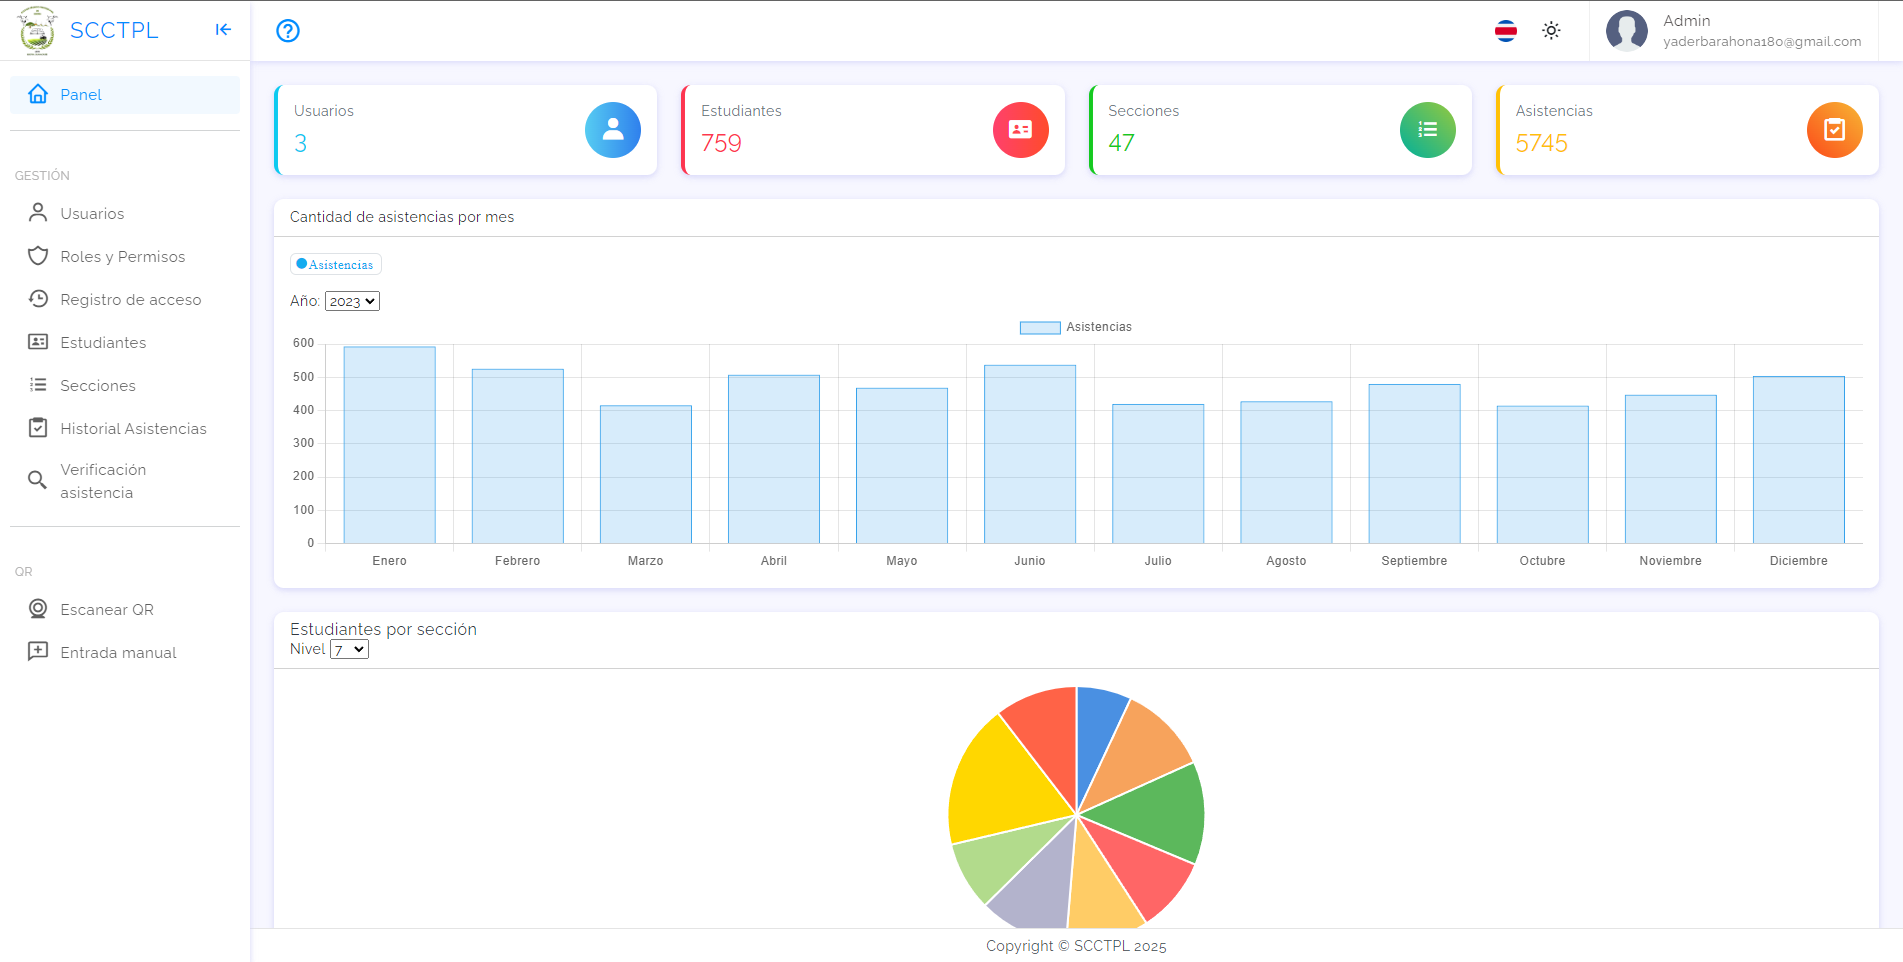 SCCTPL
Admin
yaderbarahona180@gmail.com
Panel
GESTIÓN
Usuarios
Roles y Permisos
Registro de acceso
Estudiantes
Secciones
Historial Asistencias
Verificación
asistencia
QR
Escanear QR
Entrada manual
Usuarios
3
Estudiantes
759
Secciones
47
Asistencias
5745
Cantidad de asistencias por mes
Asistencias
Año: 2023
Asistencias
600
500
400
300
200
100
0
Enero Febrero Marzo Abril Mayo Junio Julio Agosto Septiembre Octubre Noviembre Diciembre
Estudiantes por sección
Nivel 7
Copyright © SCCTPL 2025